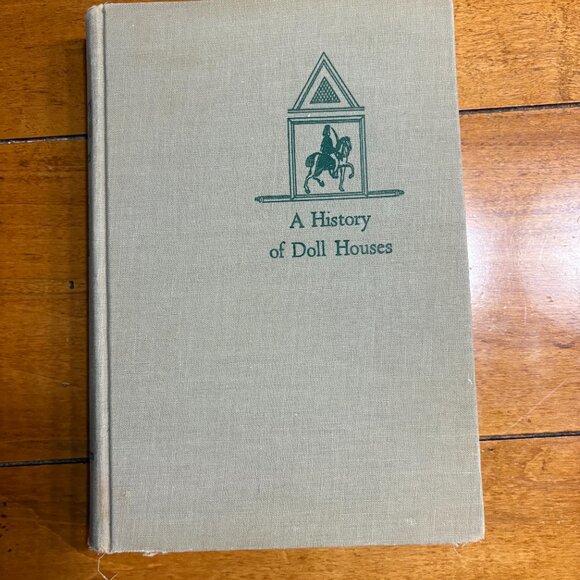 A History
of Doll Houses